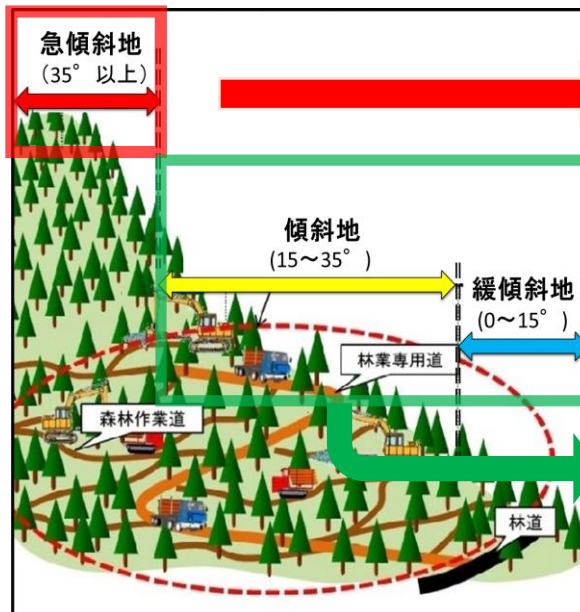 急傾斜地
（35°以上）
傾斜地
(15～35°)
緩傾斜地
(0～15°)
林業専用道
森林作業道
林道